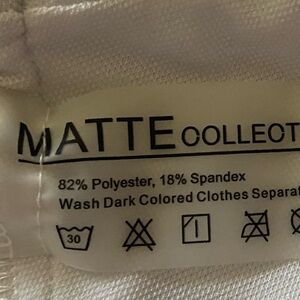 MATTE COLLECT
82% Polyester, 18% Spandex
Wash Dark Colored Clothes Separat
30